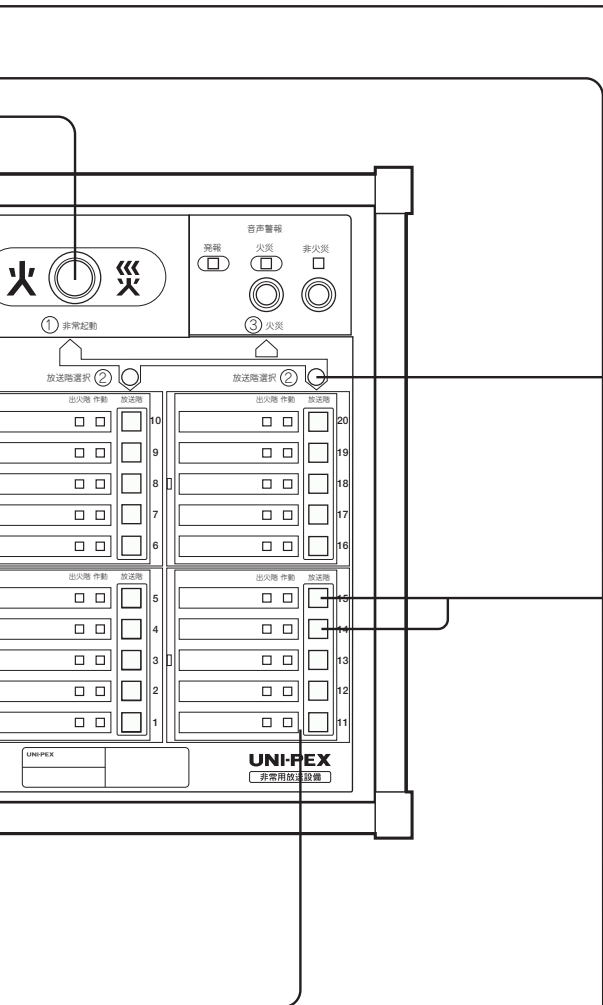 音声警報
発報 火災 非火災
火 災
① 非常起動
③ 火災
放送階選択 ②
放送階選択 ②
出火階 作動 放送階
10
9
8
7
6
出火階 作動 放送階
20
19
18
17
16
出火階 作動 放送階
5
4
3
2
1
出火階 作動 放送階
15
14
13
12
11
UNI-PEX
UNI-PEX
非常用放送設備